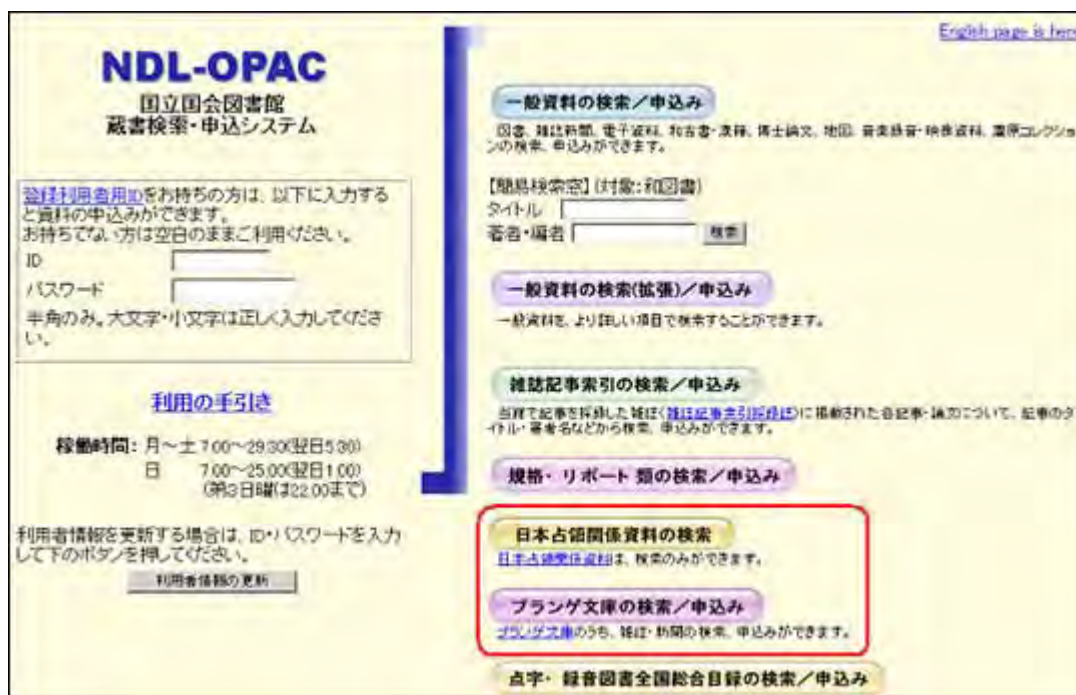 NDL-OPAC
国立国会図書館
蔵書検索・申込システム
登録利用者用IDをお持ちの方は、以下に入力する
と資料の申込みができます。
お持ちでない方は空白のままご利用ください。
ID
パスワード
半角のみ。大文字・小文字は正しく入力してくださ
い。
利用の手引き
稼働時間: 月～土 7:00～29:30(翌日5:30)
日 7:00～25:00(翌日1:00)
(第3日曜は22:00まで)
利用者情報を更新する場合は、ID・パスワードを入力
して下のボタンを押してください。
利用者情報の更新
English page is here
一般資料の検索／申込み
図書、雑誌新聞、電子資料、和古書・漢籍、博士論文、地図、音楽録音・映像資料、蘆原コレクショ
ンの検索、申込みができます。
【簡易検索窓】(対象:和図書)
タイトル
著者・編者 検索
一般資料の検索(拡張)／申込み
一般資料を、より詳しい項目で検索することができます。
雑誌記事索引の検索／申込み
当館で記事を採録した雑誌(雑誌記事索引採録誌)に掲載された各記事・論文について、記事のタ
イトル・著者名などから検索、申込みができます。
規格・リポート類の検索／申込み
日本占領関係資料の検索
日本占領関係資料は、検索のみができます。
プランゲ文庫の検索／申込み
プランゲ文庫のうち、雑誌・新聞の検索、申込みができます。
点字・録音図書全国総合目録の検索／申込み